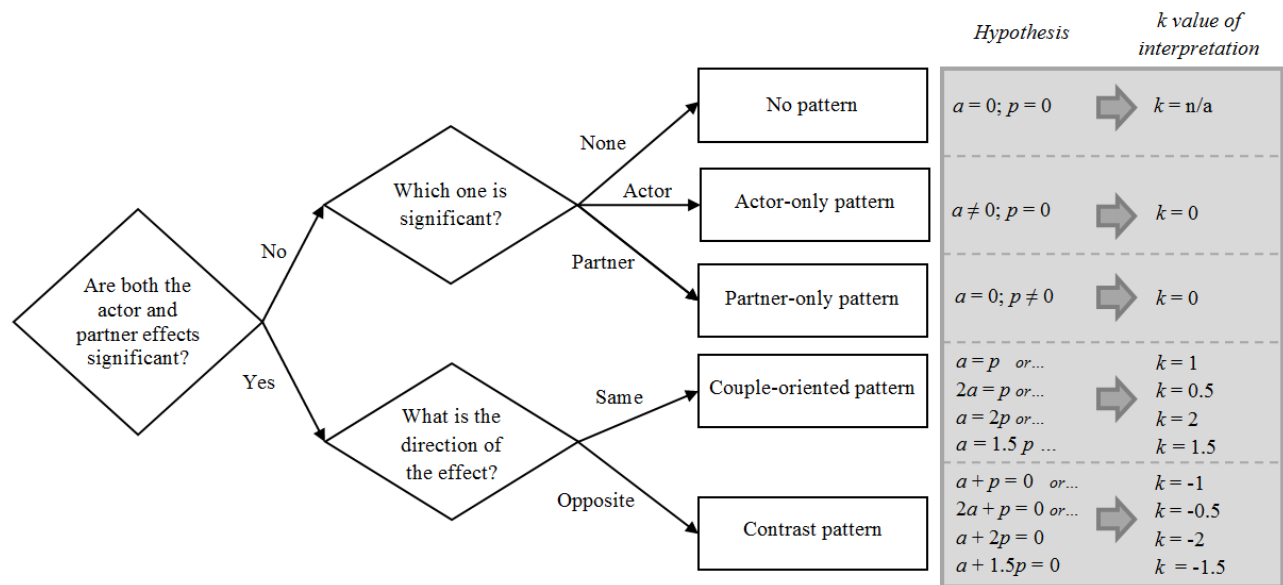 Hypothesis
k value of
interpretation
No pattern
a = 0; p = 0
k = n/a
None
Which one is
significant?
Actor
Actor-only pattern
a ≠ 0; p = 0
k = 0
No
Partner
Partner-only pattern
a = 0; p ≠ 0
k = 0
Are both the
actor and
partner effects
significant?
Yes
What is the
direction of
the effect?
Same
Couple-oriented pattern
a = p or...
k = 1
2a = p or...
k = 0.5
a = 2p or...
k = 2
a = 1.5 p ...
k = 1.5
Opposite
Contrast pattern
a + p = 0 or...
k = -1
2a + p = 0 or...
k = -0.5
a + 2p = 0
k = -2
a + 1.5p = 0
k = -1.5